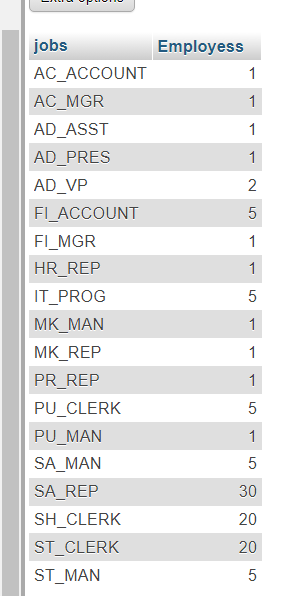 Extra options
jobs Employess
AC_ACCOUNT 1
AC_MGR 1
AD_ASST 1
AD_PRES 1
AD_VP 2
FI_ACCOUNT 5
FI_MGR 1
HR_REP 1
IT_PROG 5
MK_MAN 1
MK_REP 1
PR_REP 1
PU_CLERK 5
PU_MAN 1
SA_MAN 5
SA_REP 30
SH_CLERK 20
ST_CLERK 20
ST_MAN 5